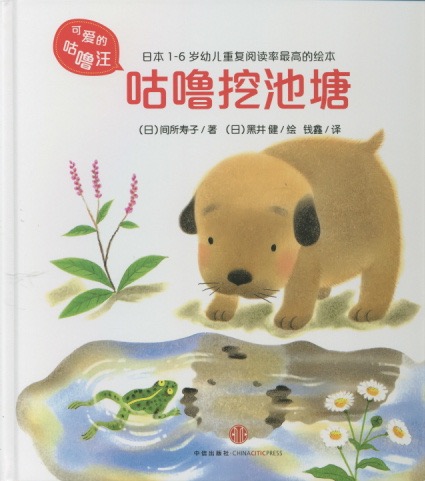 可爱的
咕噜汪
日本1-6岁幼儿重复阅读率最高的绘本
咕噜挖池塘
(日)间所寿子/著 (日)黑井 健/绘 钱鑫/译
中信出版社·CHINACITICPRESS